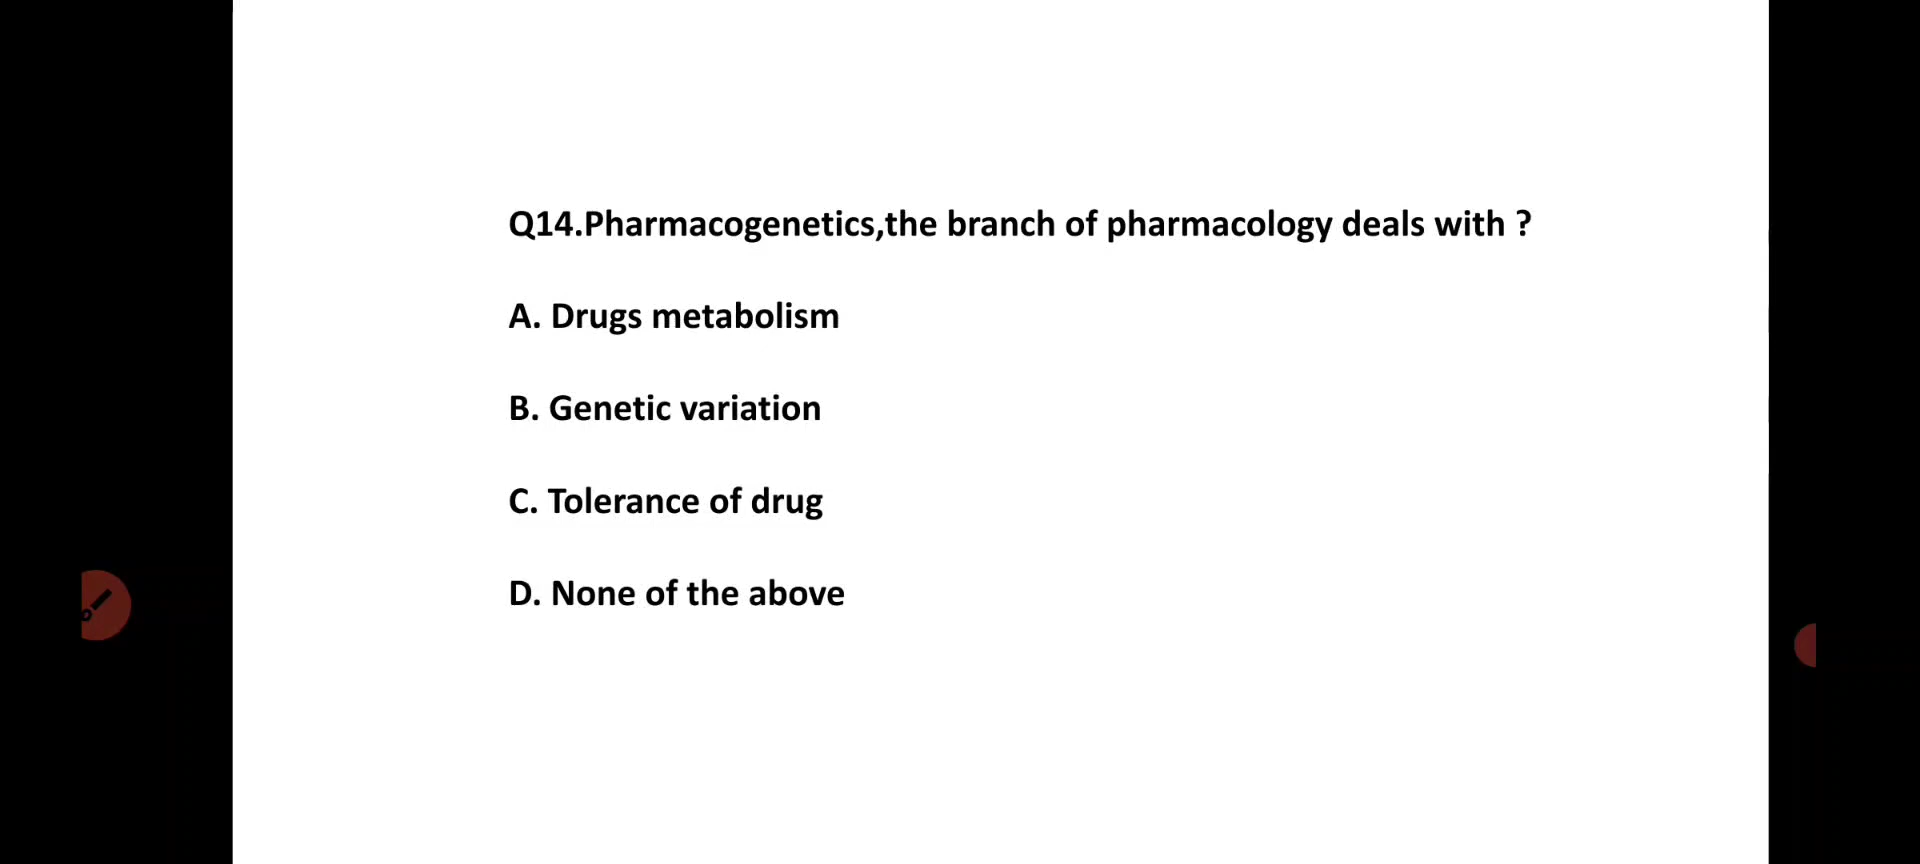 Q14.Pharmacogenetics,the branch of pharmacology deals with ?
A. Drugs metabolism
B. Genetic variation
C. Tolerance of drug
D. None of the above